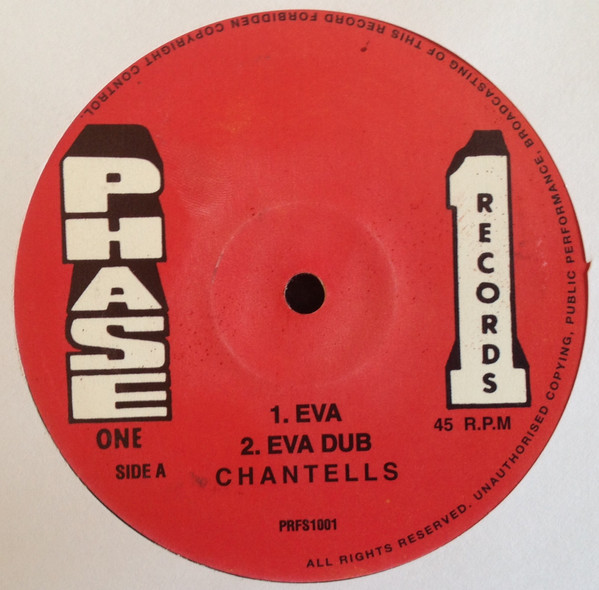 PHASE
ONE
SIDE A
1 RECORDS
45 R.P.M
1. EVA
2. EVA DUB
CHANTELLS
PRFS1001
ALL RIGHTS RESERVED. UNAUTHORISED COPYING, PUBLIC PERFORMANCE, BROADCASTING OF THIS RECORD FORBIDDEN COPYRIGHT CONTROL.